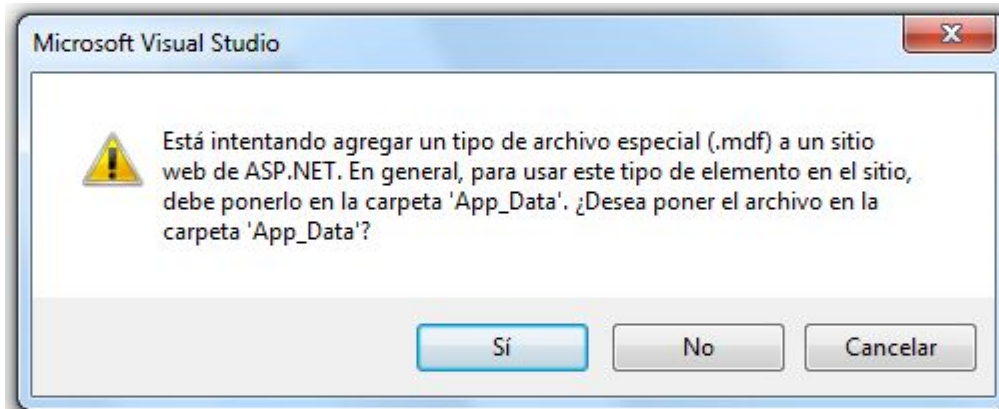 Microsoft Visual Studio
Está intentando agregar un tipo de archivo especial (.mdf) a un sitio
web de ASP.NET. En general, para usar este tipo de elemento en el sitio,
debe ponerlo en la carpeta 'App_Data'. ¿Desea poner el archivo en la
carpeta 'App_Data'?
Sí No Cancelar